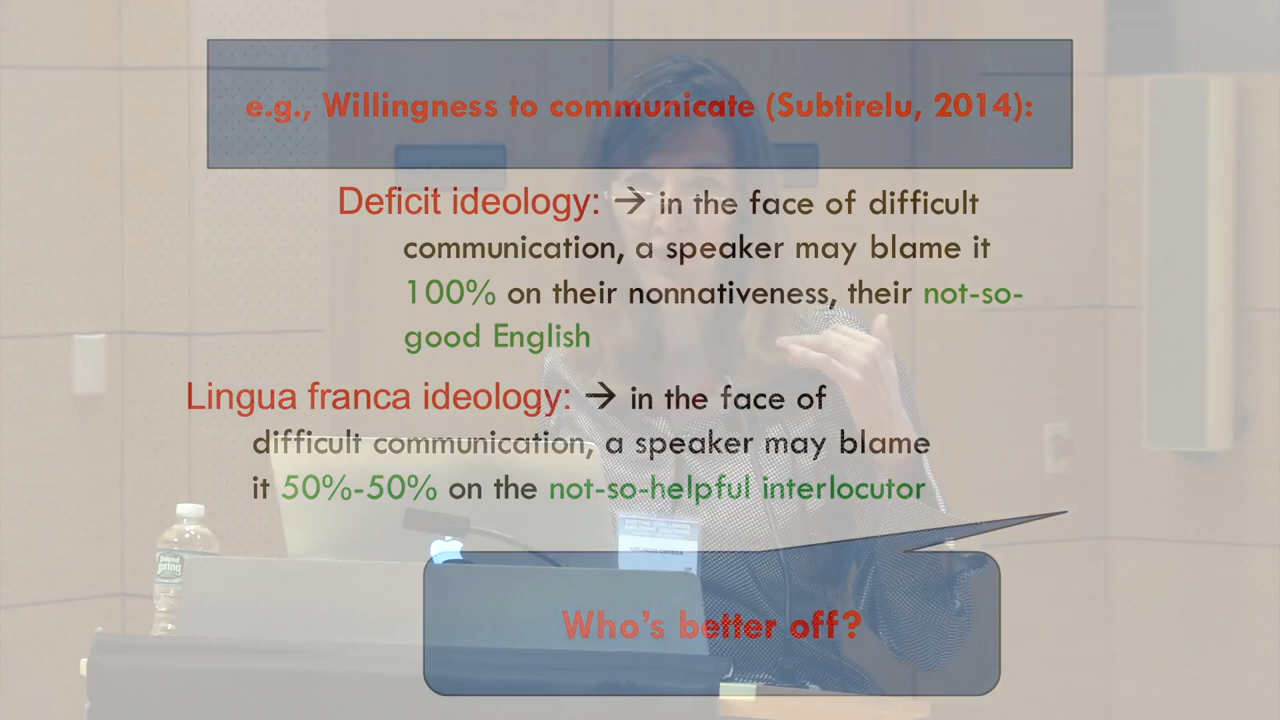 e.g., Willingness to communicate (Subtirelu, 2014):
Deficit ideology: → in the face of difficult
communication, a speaker may blame it
100% on their nonnativeness, their not-so-
good English
Lingua franca ideology: → in the face of
difficult communication, a speaker may blame
it 50%-50% on the not-so-helpful interlocutor
Who's better off?